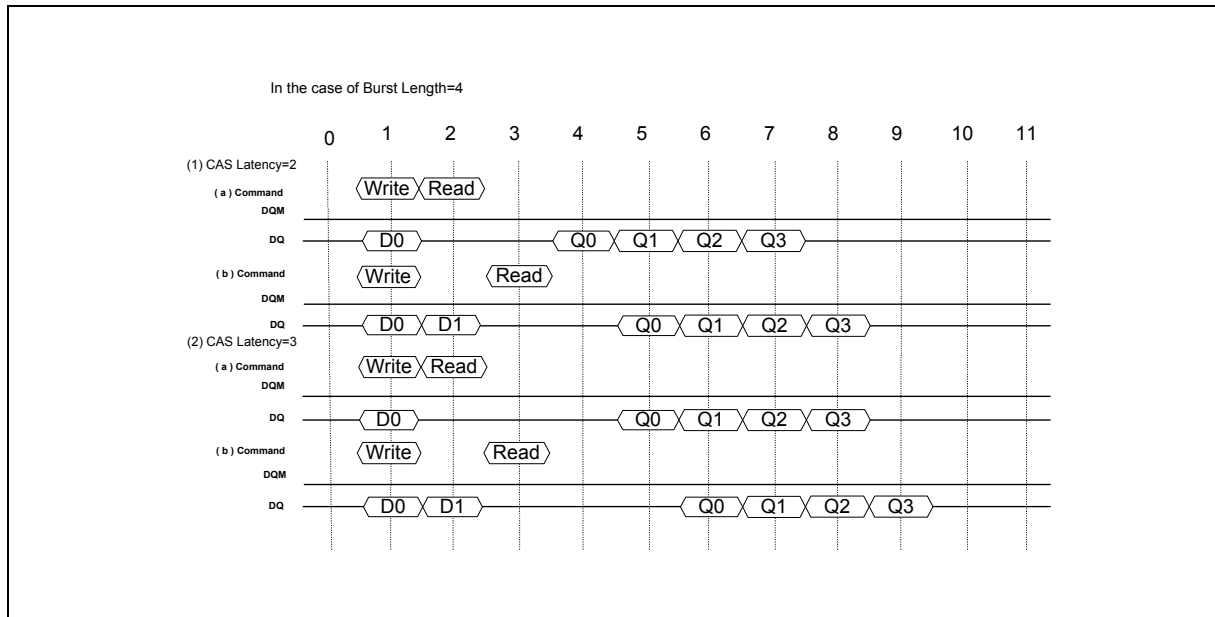 In the case of Burst Length=4
0 1 2 3 4 5 6 7 8 9 10 11
(1) CAS Latency=2
( a ) Command Write Read
DQM
DQ D0 Q0 Q1 Q2 Q3
( b ) Command Write Read
DQM
DQ D0 D1 Q0 Q1 Q2 Q3
(2) CAS Latency=3
( a ) Command Write Read
DQM
DQ D0 Q0 Q1 Q2 Q3
( b ) Command Write Read
DQM
DQ D0 D1 Q0 Q1 Q2 Q3